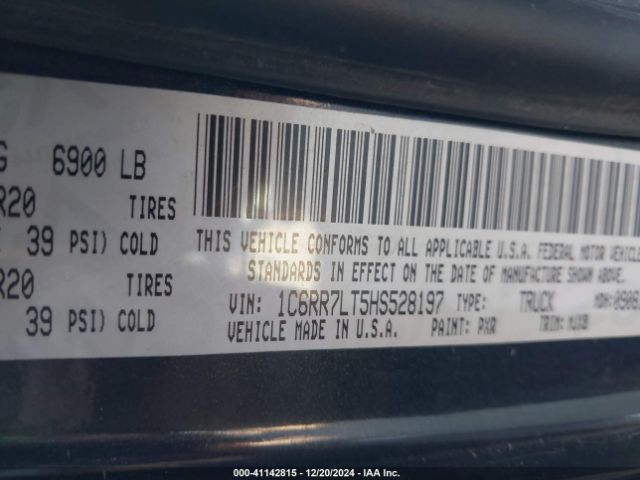 G 6900 LB
R20 TIRES
39 PSI) COLD
R20 TIRES
39 PSI) COLD
THIS VEHICLE CONFORMS TO ALL APPLICABLE U.S.A. FEDERAL MOTOR VEHICLE
STANDARDS IN EFFECT ON THE DATE OF MANUFACTURE SHOWN ABOVE.
VIN: 1C6RR7LT5HS528197 TYPE: TRUCK MDH:
VEHICLE MADE IN U.S.A. PAINT: PXR TRIM:
000-41142815 - 12/20/2024 - IAA Inc.